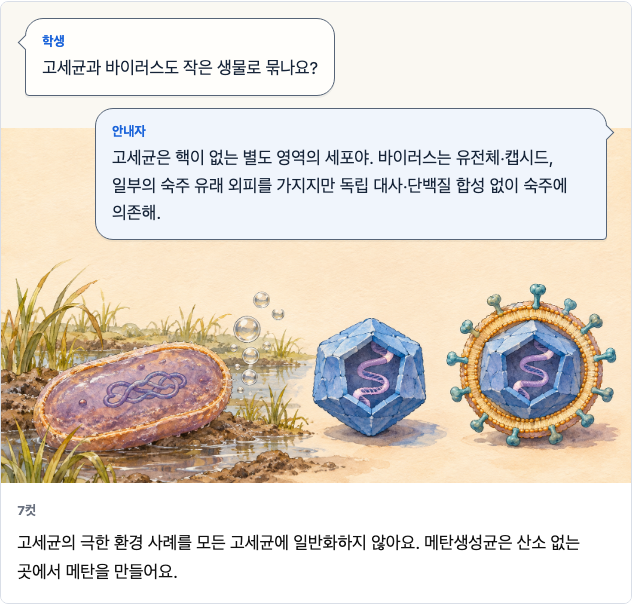 학생
고세균과 바이러스도 작은 생물로 묶나요?
안내자
고세균은 핵이 없는 별도 영역의 세포야. 바이러스는 유전체·캡시드,
일부의 숙주 유래 외피를 가지지만 독립 대사·단백질 합성 없이 숙주에
의존해.
7컷
고세균의 극한 환경 사례를 모든 고세균에 일반화하지 않아요. 메탄생성균은 산소 없는
곳에서 메탄을 만들어요.